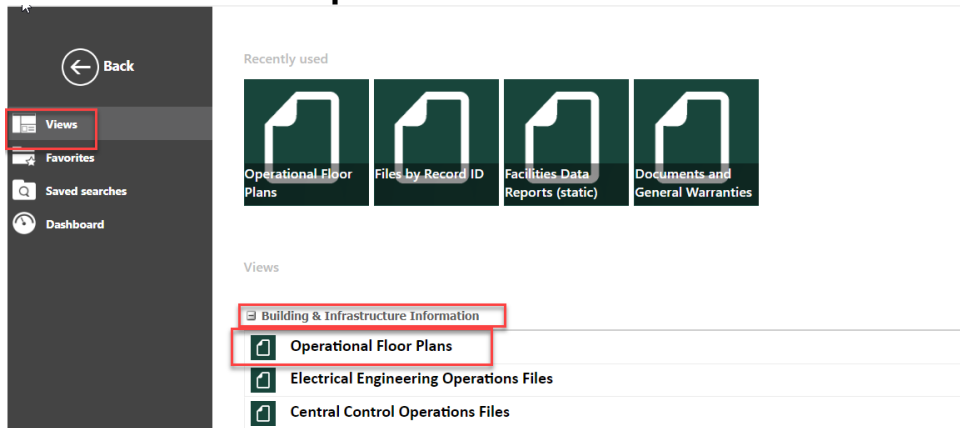 Back
Views
Favorites
Saved searches
Dashboard
Recently used
Operational Floor
Plans
Files by Record ID
Facilities Data
Reports (static)
Documents and
General Warranties
Views
Building & Infrastructure Information
Operational Floor Plans
Electrical Engineering Operations Files
Central Control Operations Files